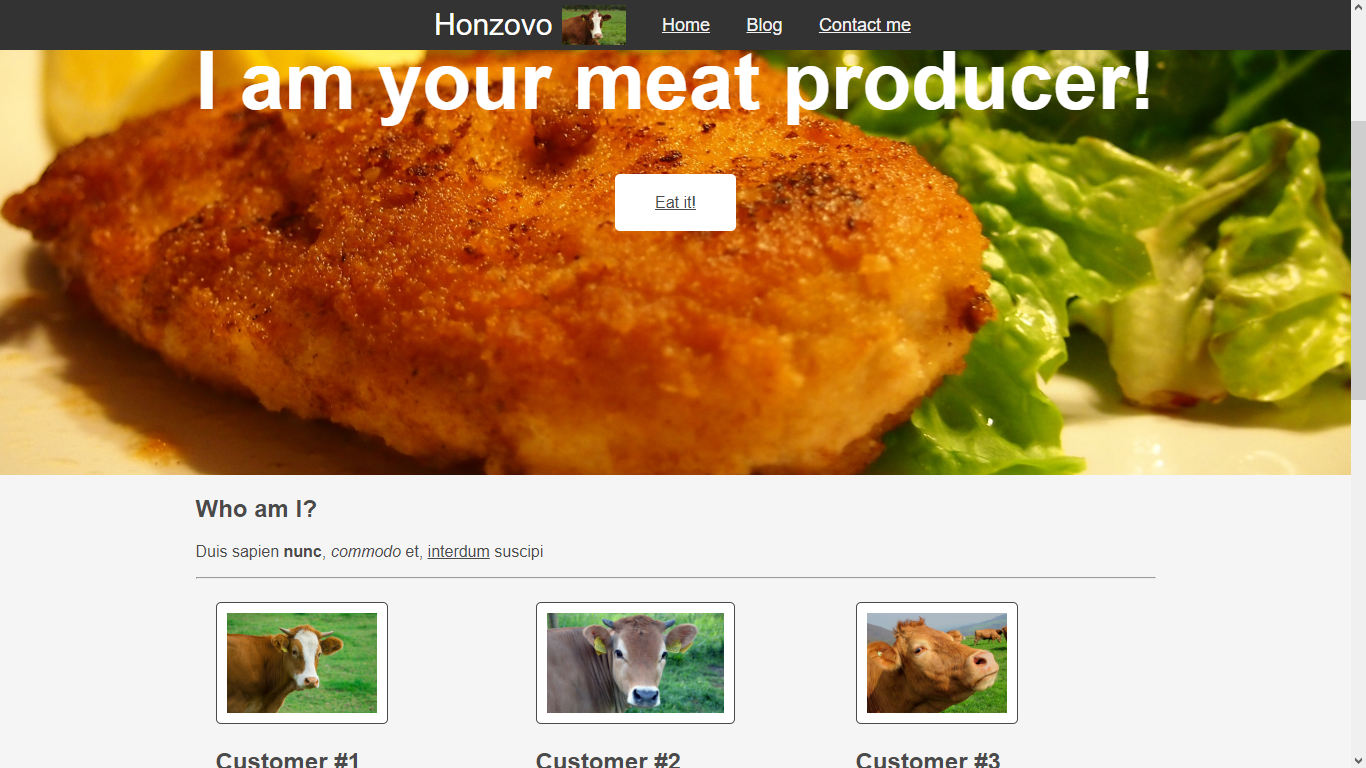 Honzovo Home Blog Contact me
I am your meat producer!
Eat it!
Who am I?
Duis sapien nunc, commodo et, interdum suscipi
Customer #1 Customer #2 Customer #3